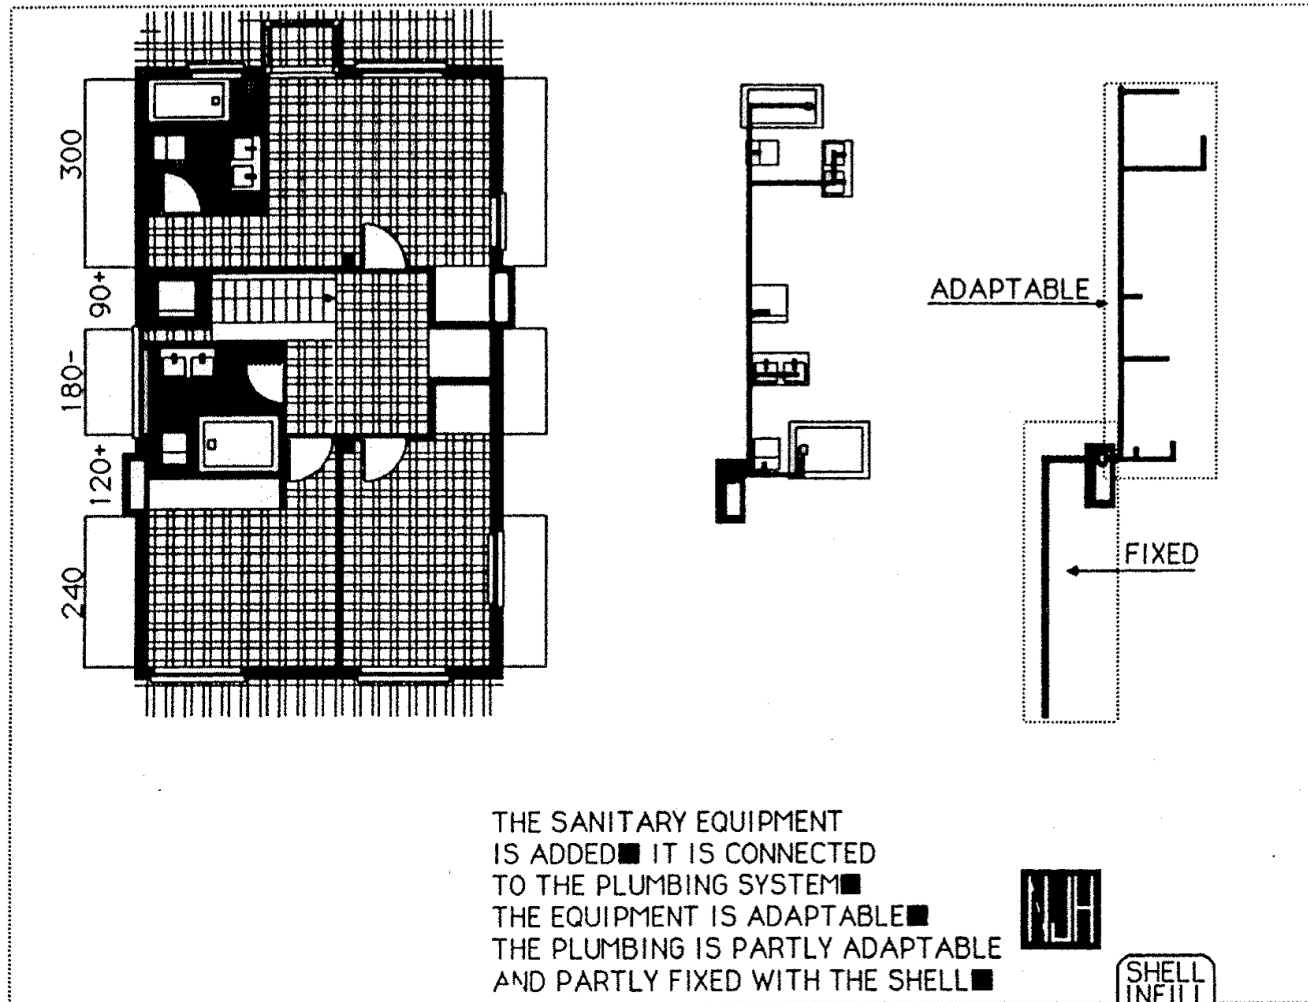 300
90+
180-
120+
240
ADAPTABLE
FIXED
THE SANITARY EQUIPMENT
IS ADDED■ IT IS CONNECTED
TO THE PLUMBING SYSTEM■
THE EQUIPMENT IS ADAPTABLE■
THE PLUMBING IS PARTLY ADAPTABLE
AND PARTLY FIXED WITH THE SHELL■
SHELL
INFILL